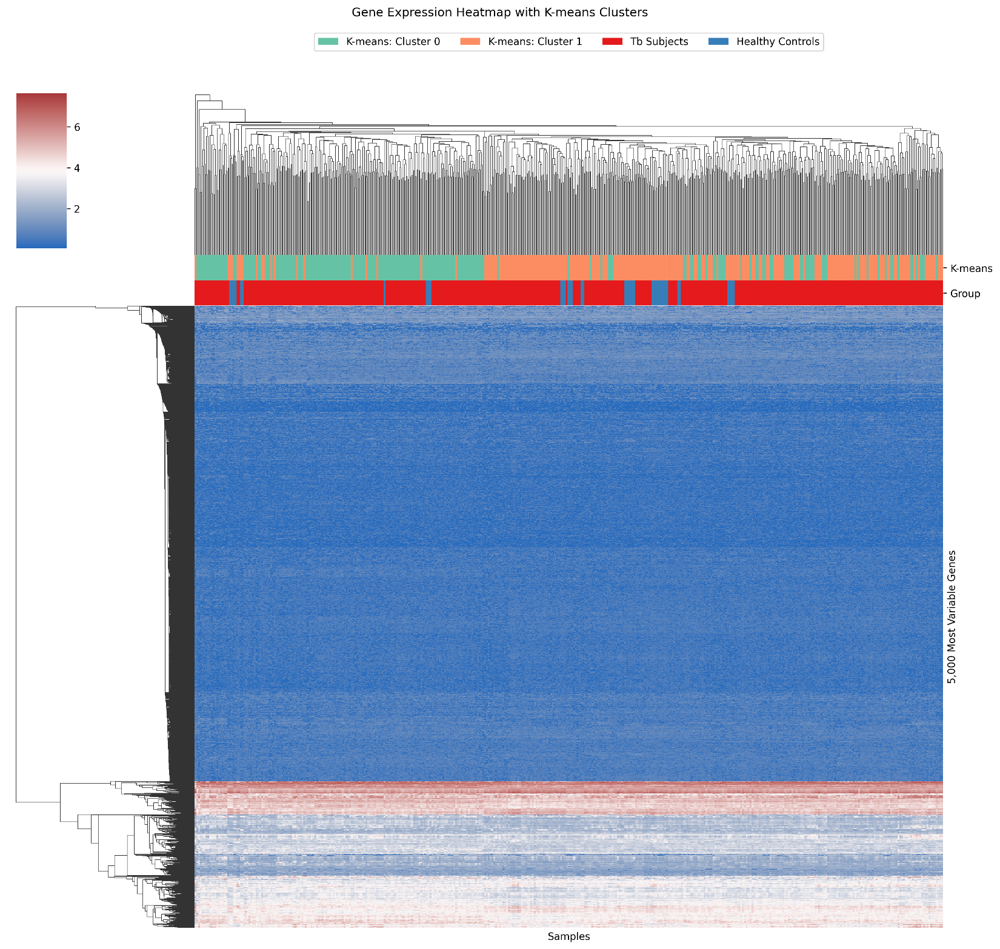 Gene Expression Heatmap with K-means Clusters
K-means: Cluster 0 K-means: Cluster 1 Tb Subjects Healthy Controls
6
4
2
K-means
Group
5,000 Most Variable Genes
Samples